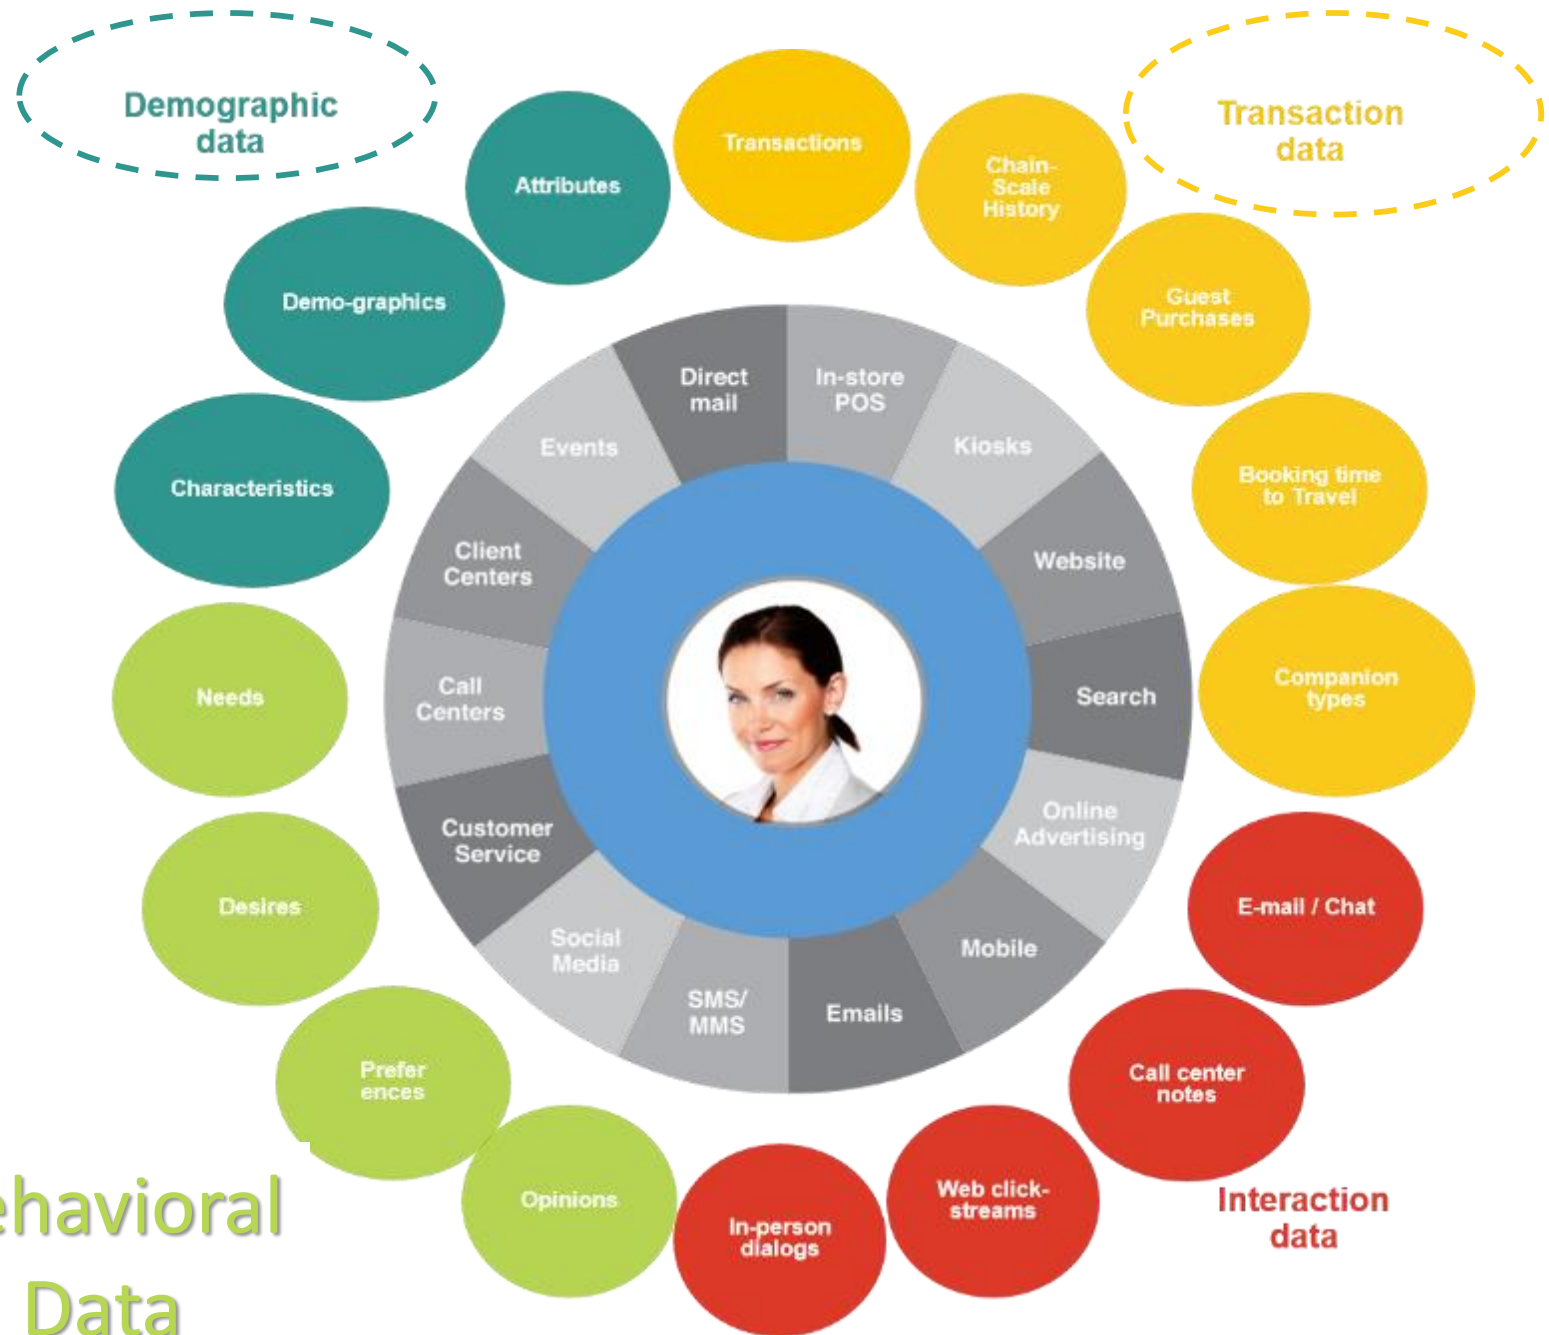 Demographic
data
Transaction
data
Transactions
Attributes
Chain-
Scale
History
Demo-graphics
Guest
Purchases
Characteristics
Booking time
to Travel
Needs
Companion
types
Desires
E-mail / Chat
Prefer
ences
Call center
notes
Opinions
Web click-
streams
In-person
dialogs
Interaction
data
ehavioral
Data
Direct
mail
In-store
POS
Kiosks
Website
Search
Online
Advertising
Mobile
Emails
SMS/
MMS
Social
Media
Customer
Service
Call
Centers
Client
Centers
Events